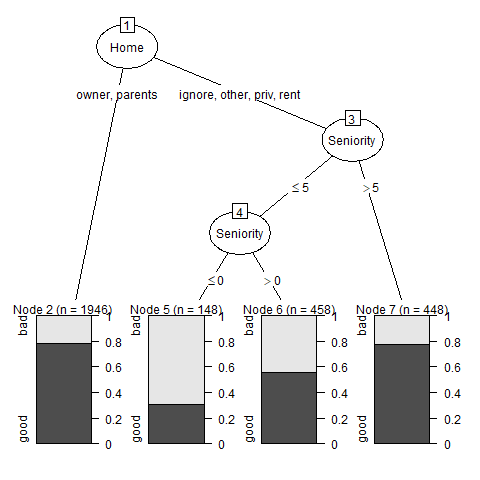 1
Home
owner, parents
ignore, other, priv, rent
3
Seniority
≤ 5
> 5
4
Seniority
≤ 0
> 0
Node 2 (n = 1946)
bad
good
1
0.8
0.6
0.4
0.2
0
Node 5 (n = 148)
bad
good
1
0.8
0.6
0.4
0.2
0
Node 6 (n = 458)
bad
good
1
0.8
0.6
0.4
0.2
0
Node 7 (n = 448)
bad
good
1
0.8
0.6
0.4
0.2
0